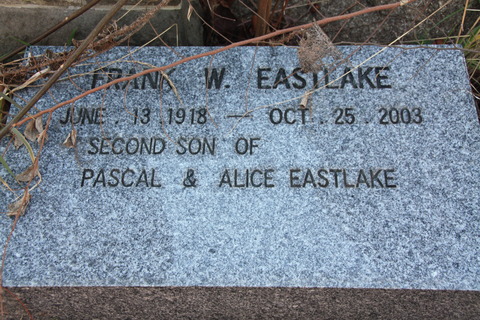 FRANK W. EASTLAKE
JUNE . 13 1918 — OCT. 25 . 2003
SECOND SON OF
PASCAL & ALICE EASTLAKE